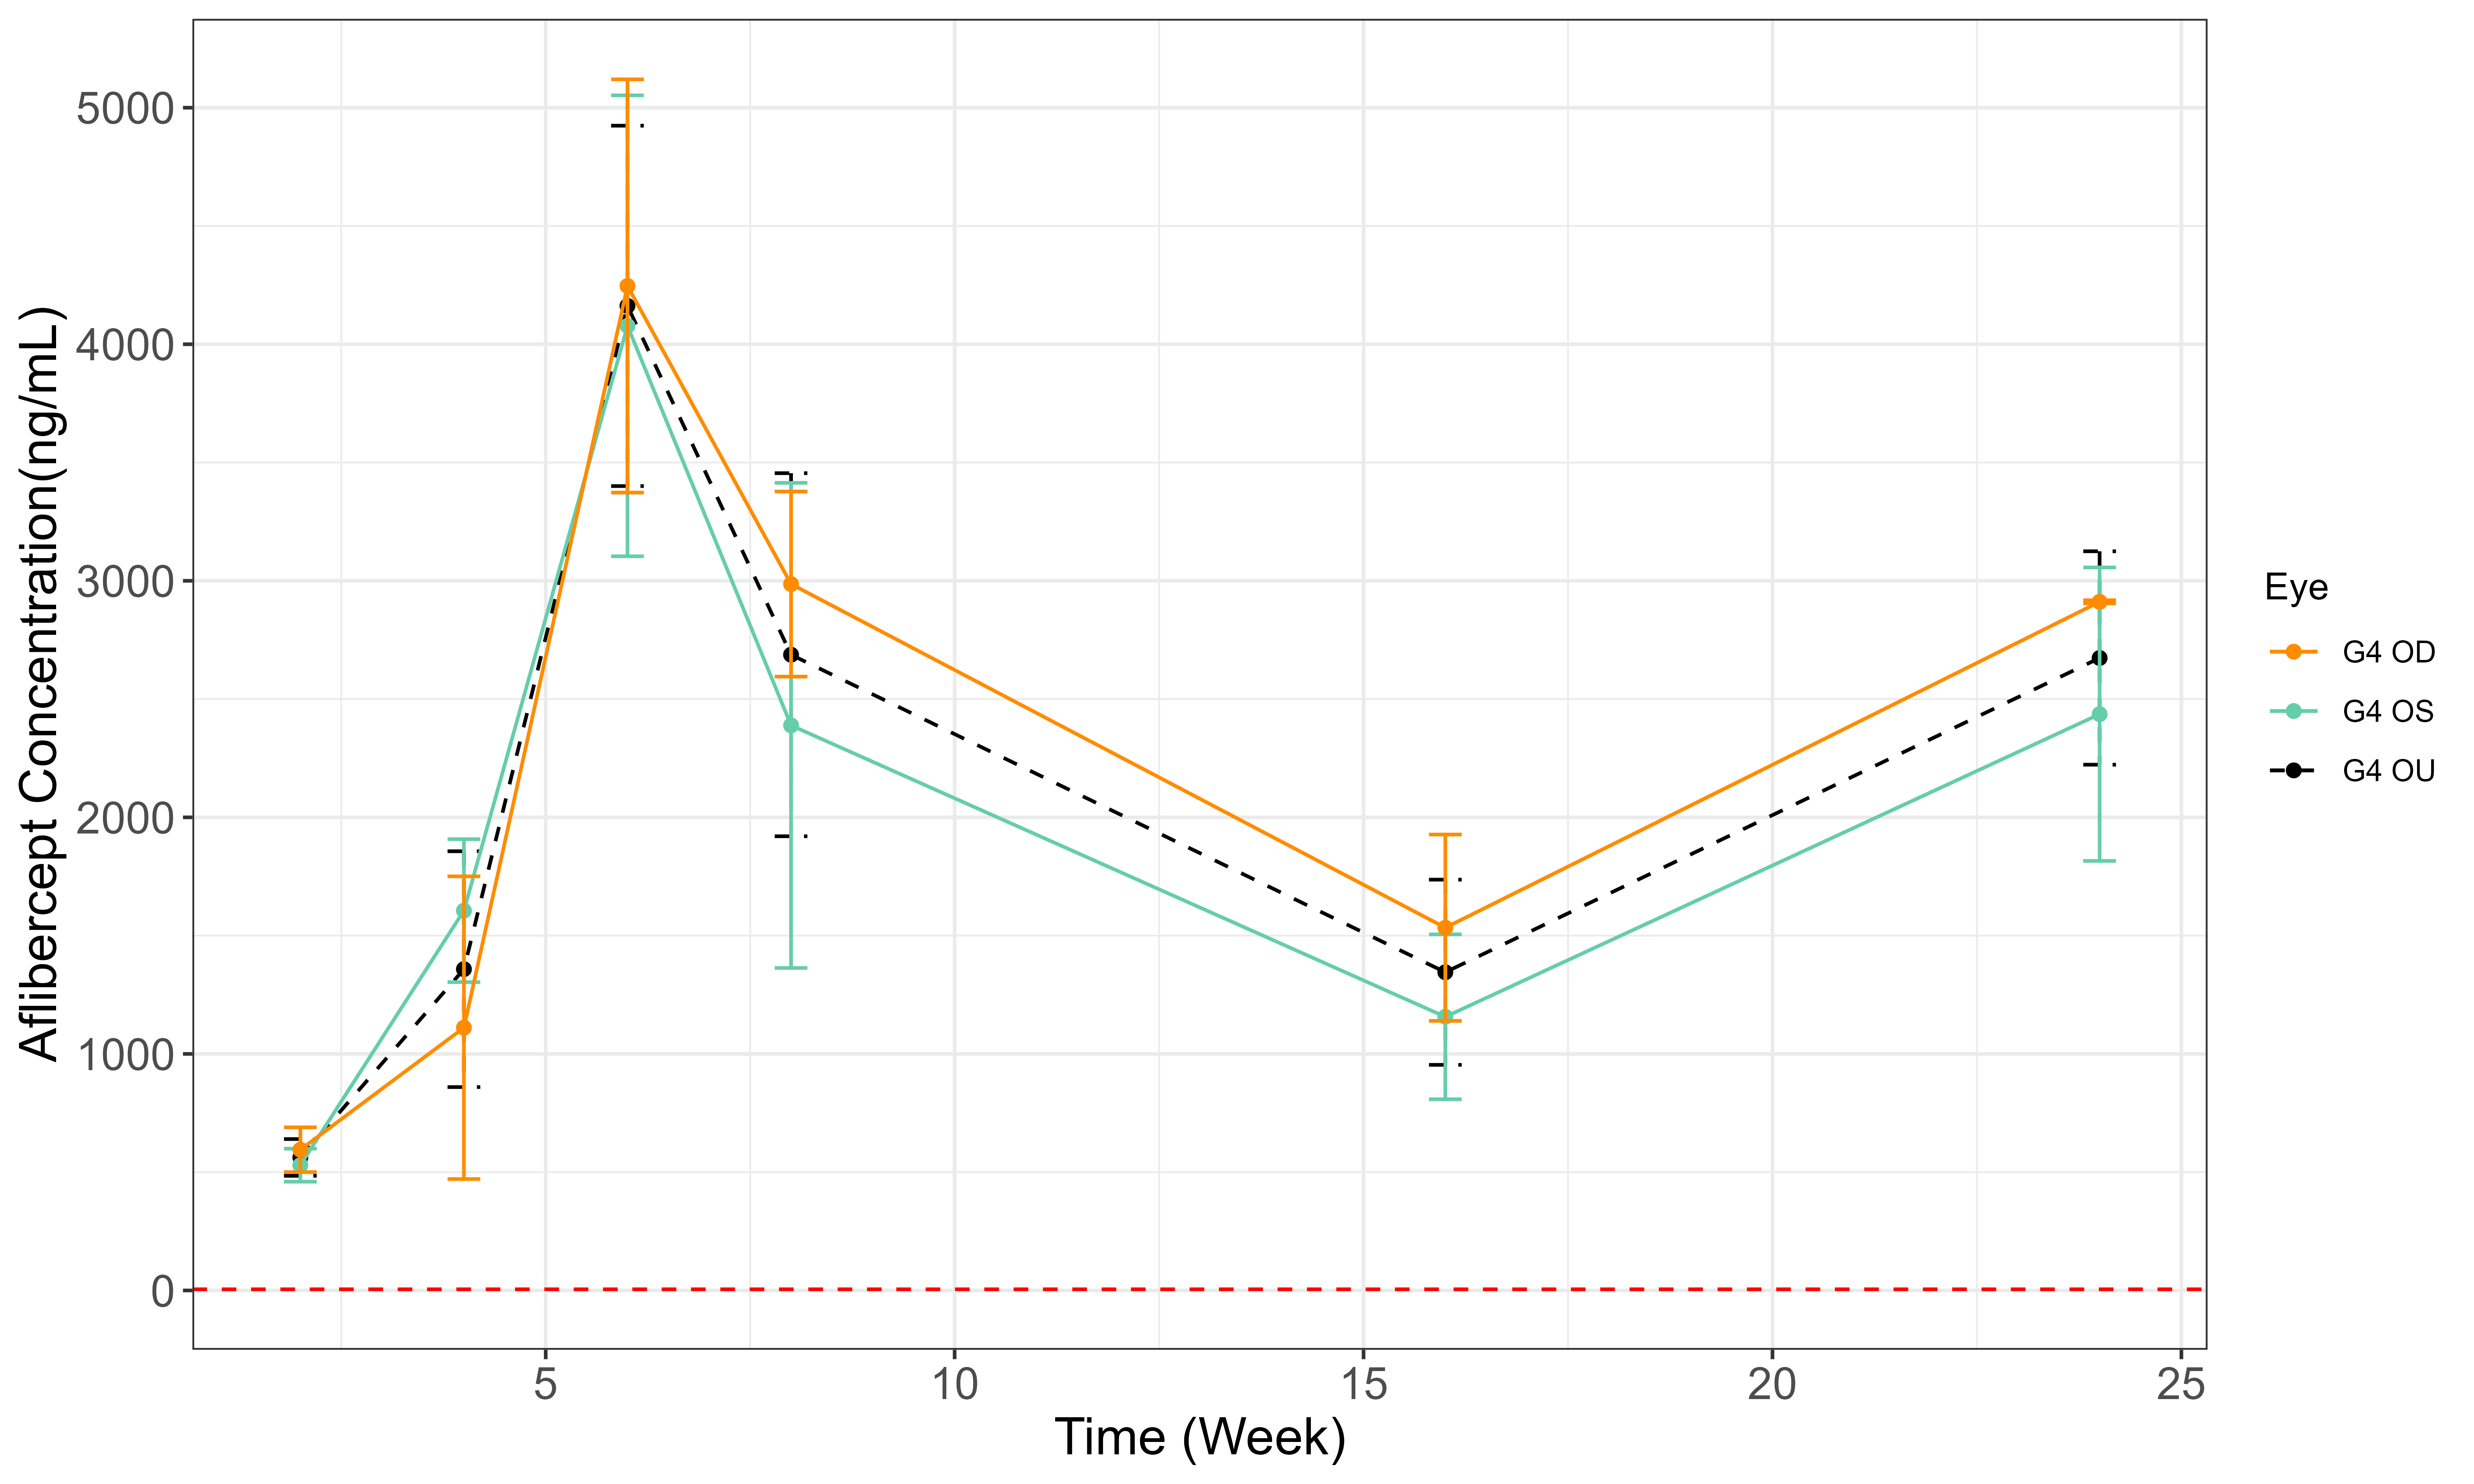 Aflibercept Concentration(ng/mL)
5000
4000
3000
2000
1000
0
5
10
15
20
25
Time (Week)
Eye
G4 OD
G4 OS
G4 OU